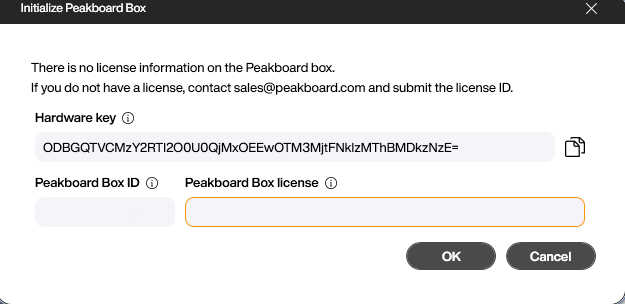 Initialize Peakboard Box
There is no license information on the Peakboard box.
If you do not have a license, contact sales@peakboard.com and submit the license ID.
Hardware key
ODBGQTVCMzY2RTI2O0U0QjMxOEEwOTM3MjtFNklzMThBMDkzNzE=
Peakboard Box ID
Peakboard Box license
OK
Cancel